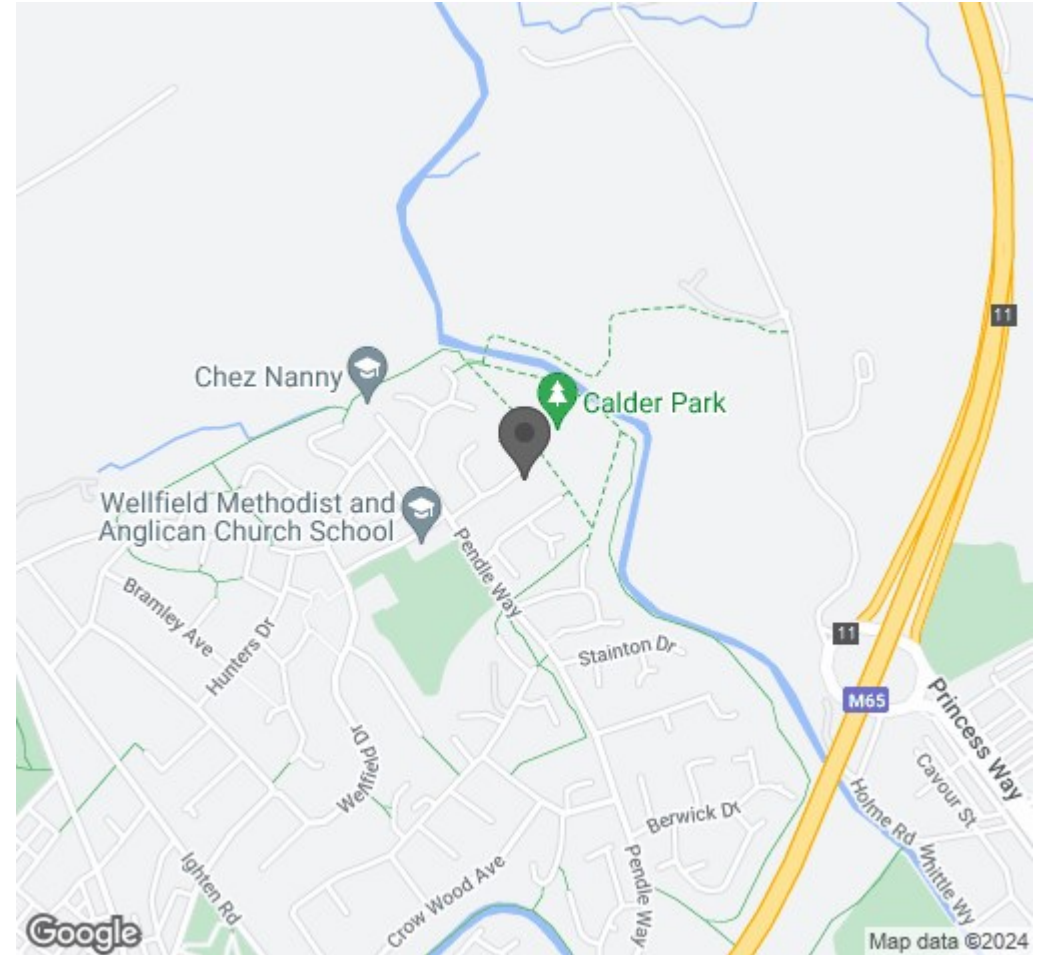 11
Chez Nanny
Calder Park
Wellfield Methodist and
Anglican Church School
Pendle Way
Bramley Ave
Hunters Dr
Stainton Dr
11
M65
Princess Way
Wellfield Dr
Cavour St
Holme Rd
Berwick Dr
Whittle Wy
Ighten Rd
Crow Wood Ave
Pendle Way
Google
Map data ©2024